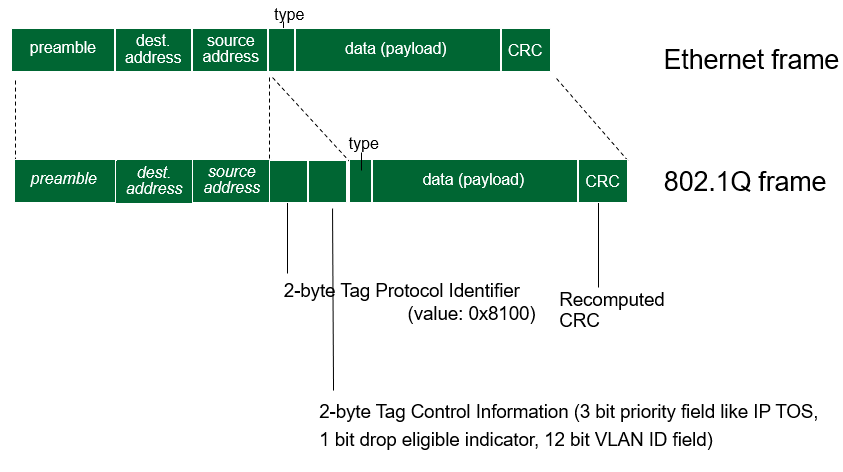 type
preamble
dest.
address
source
address
data (payload)
CRC
Ethernet frame
type
preamble
dest.
address
source
address
data (payload)
CRC
802.1Q frame
2-byte Tag Protocol Identifier
(value: 0x8100)
Recomputed
CRC
2-byte Tag Control Information (3 bit priority field like IP TOS,
1 bit drop eligible indicator, 12 bit VLAN ID field)